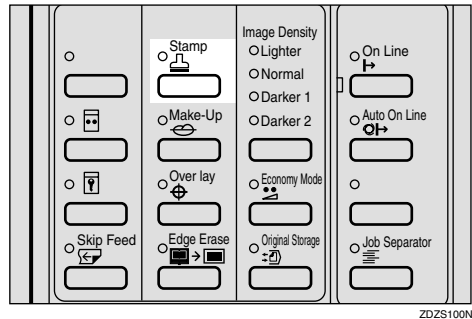 Stamp
Image Density
Lighter
Normal
Darker 1
Darker 2
On Line
Make-Up
Auto On Line
Over lay
Economy Mode
Skip Feed
Edge Erase
Original Storage
Job Separator
ZDZS100N